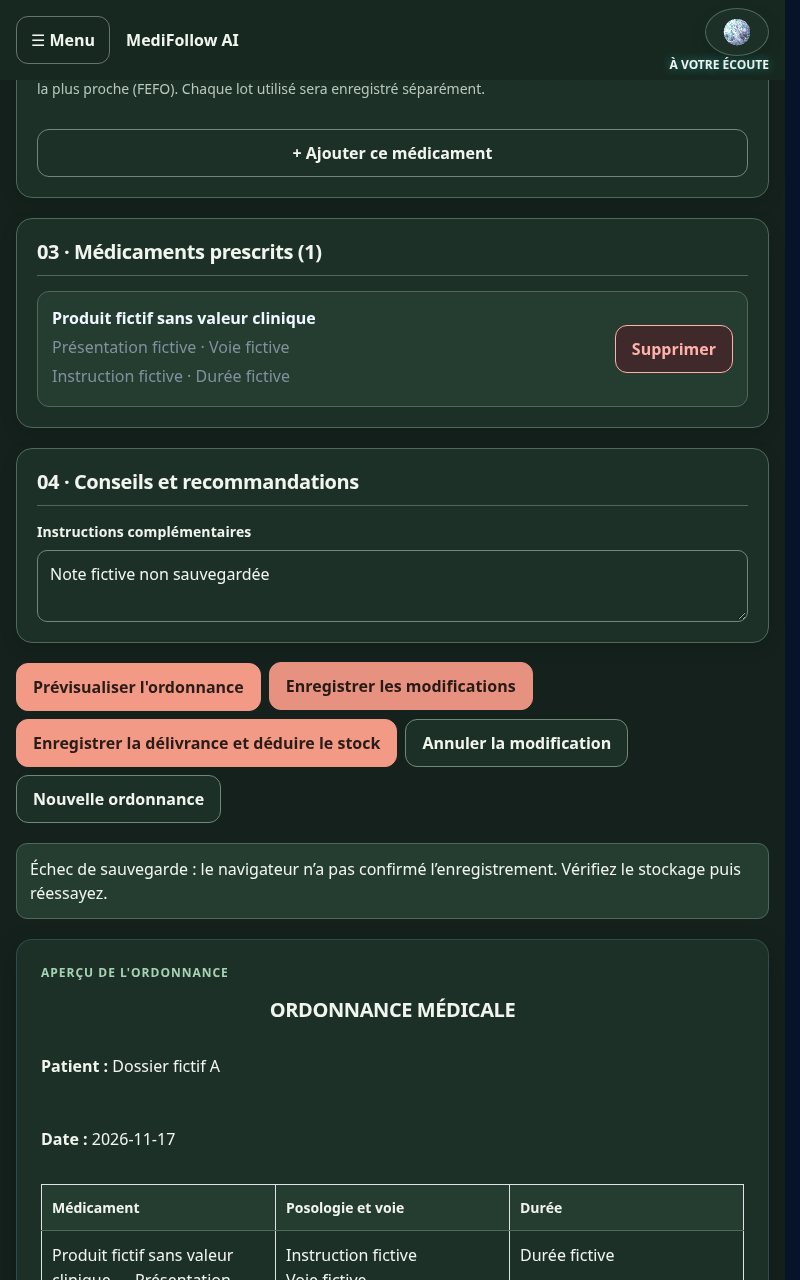 ☰ Menu
MediFollow AI
À VOTRE ÉCOUTE
la plus proche (FEFO). Chaque lot utilisé sera enregistré séparément.
+ Ajouter ce médicament
03 · Médicaments prescrits (1)
Produit fictif sans valeur clinique
Présentation fictive · Voie fictive
Instruction fictive · Durée fictive
Supprimer
04 · Conseils et recommandations
Instructions complémentaires
Note fictive non sauvegardée
Prévisualiser l'ordonnance
Enregistrer les modifications
Enregistrer la délivrance et déduire le stock
Annuler la modification
Nouvelle ordonnance
Échec de sauvegarde : le navigateur n’a pas confirmé l’enregistrement. Vérifiez le stockage puis
réessayez.
APERÇU DE L'ORDONNANCE
ORDONNANCE MÉDICALE
Patient : Dossier fictif A
Date : 2026-11-17
Médicament
Posologie et voie
Durée
Produit fictif sans valeur
clinique — Présentation
Instruction fictive
Voie fictive
Durée fictive